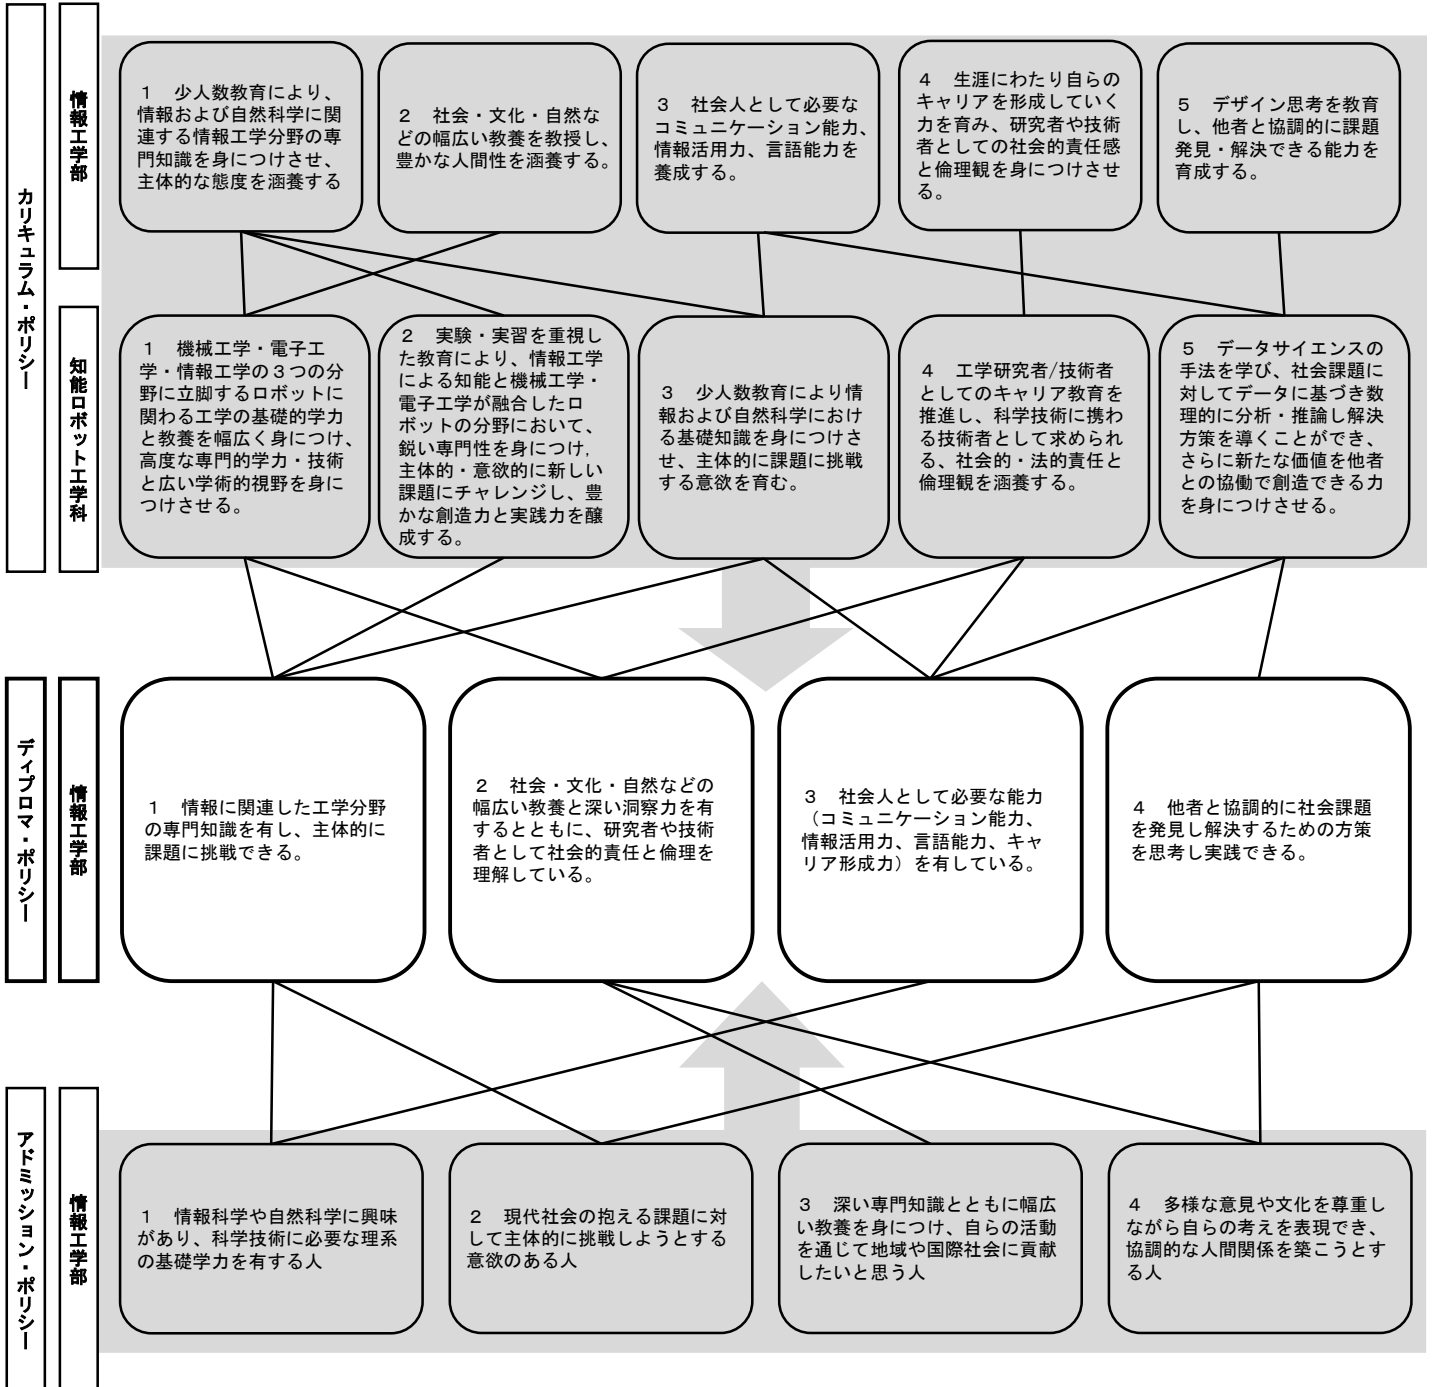 カリキュラム・ポリシー
情報工学部
１　少人数教育により、
情報および自然科学に関
連する情報工学分野の専
門知識を身につけさせ、
主体的な態度を涵養する
２　社会・文化・自然な
どの幅広い教養を教授し、
豊かな人間性を涵養する。
３　社会人として必要な
コミュニケーション能力、
情報活用力、言語能力を
養成する。
４　生涯にわたり自らの
キャリアを形成していく
力を育み、研究者や技術
者としての社会的責任感
と倫理観を身につけさせ
る。
５　デザイン思考を教育
し、他者と協調的に課題
発見・解決できる能力を
育成する。
知能ロボット工学科
１　機械工学・電子工
学・情報工学の３つの分
野に立脚するロボットに
関わる工学の基礎的学力
と教養を幅広く身につけ、
高度な専門的学力・技術
と広い学術的視野を身に
つけさせる。
２　実験・実習を重視し
た教育により、情報工学
による知能と機械工学・
電子工学が融合したロ
ボットの分野において、
鋭い専門性を身につけ,
主体的・意欲的に新しい
課題にチャレンジし、豊
かな創造力と実践力を醸
成する。
３　少人数教育により情
報および自然科学におけ
る基礎知識を身につけさ
せ、主体的に課題に挑戦
する意欲を育む。
４　工学研究者/技術者
としてのキャリア教育を
推進し、科学技術に携わ
る技術者として求められ
る、社会的・法的責任と
倫理観を涵養する。
５　データサイエンスの
手法を学び、社会課題に
対してデータに基づき数
理的に分析・推論し解決
方策を導くことができ、
さらに新たな価値を他者
との協働で創造できる力
を身につけさせる。
ディプロマ・ポリシー
情報工学部
１　情報に関連した工学分野
の専門知識を有し、主体的に
課題に挑戦できる。
２　社会・文化・自然などの
幅広い教養と深い洞察力を有
するとともに、研究者や技術
者として社会的責任と倫理を
理解している。
３　社会人として必要な能力
（コミュニケーション能力、
情報活用力、言語能力、キャ
リア形成力）を有している。
４　他者と協調的に社会課題
を発見し解決するための方策
を思考し実践できる。
アドミッション・ポリシー
情報工学部
１　情報科学や自然科学に興味
があり、科学技術に必要な理系
の基礎学力を有する人
２　現代社会の抱える課題に対
して主体的に挑戦しようとする
意欲のある人
３　深い専門知識とともに幅広
い教養を身につけ、自らの活動
を通じて地域や国際社会に貢献
したいと思う人
４　多様な意見や文化を尊重し
ながら自らの考えを表現でき、
協調的な人間関係を築こうとす
る人